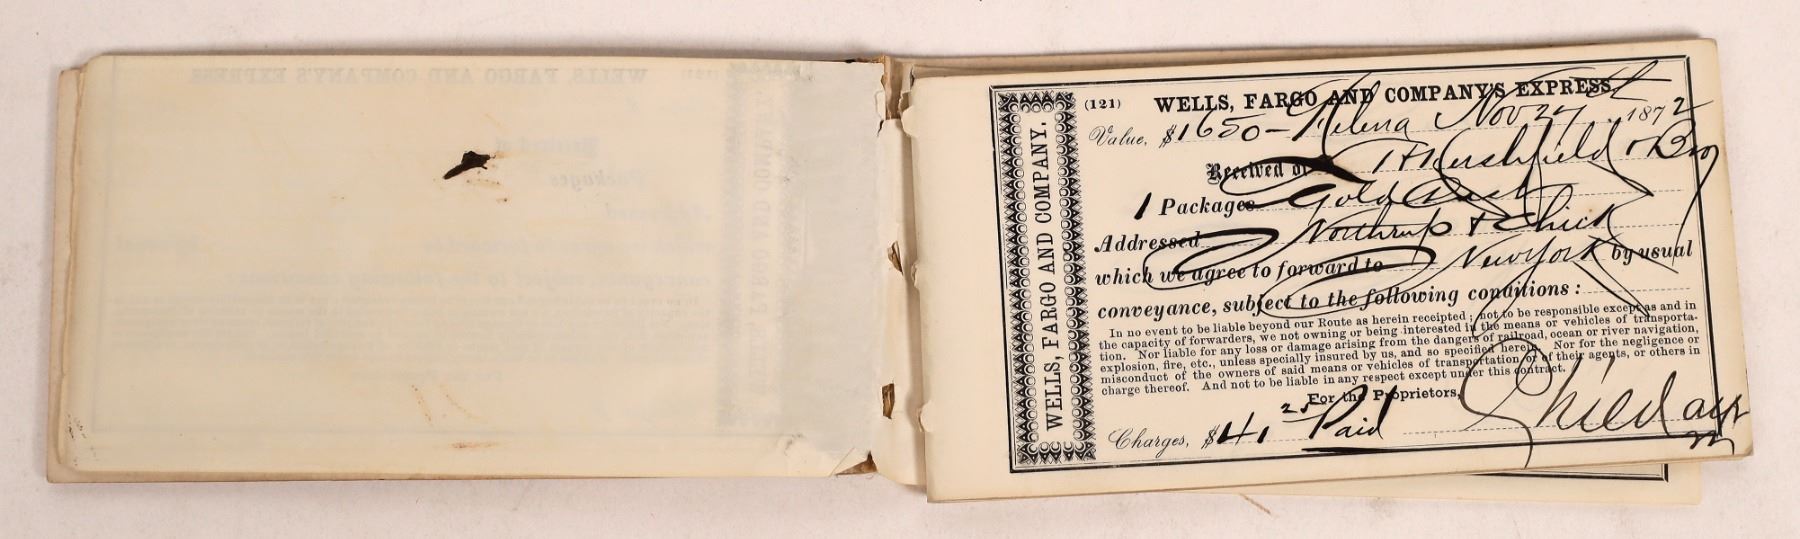 WELLS, FARGO AND COMPANY.
(121) WELLS, FARGO AND COMPANY'S EXPRESS.
Value, $1650- Helena Nov 27th 1872
Received of Hershfield & Bro
1 Packages Gold Dust
Addressed Northrup & Chick
which we agree to forward to New York by usual
conveyance, subject to the following conditions:
In no event to be liable beyond our Route as herein receipted; not to be responsible except as and in
the capacity of forwarders, we not owning or being interested in the means or vehicles of transporta-
tion. Nor liable for any loss or damage arising from the dangers of railroad, ocean or river navigation,
explosion, fire, etc., unless specially insured by us, and so specified herein. Nor for the negligence or
misconduct of the owners of said means or vehicles of transportation, or of their agents, or others in
charge thereof. And not to be liable in any respect except under this contract.
For the Proprietors,
Charges, $41 25 Paid Child agt